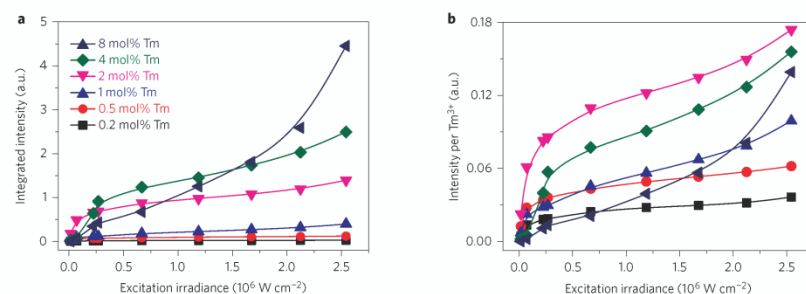 a
5
4
3
2
1
0
Integrated intensity (a.u.)
8 mol% Tm
4 mol% Tm
2 mol% Tm
1 mol% Tm
0.5 mol% Tm
0.2 mol% Tm
0.0 0.5 1.0 1.5 2.0 2.5
Excitation irradiance (10⁶ W cm⁻²)
b
0.18
0.12
0.06
0.00
Intensity per Tm³⁺ (a.u.)
0.0 0.5 1.0 1.5 2.0 2.5
Excitation irradiance (10⁶ W cm⁻²)